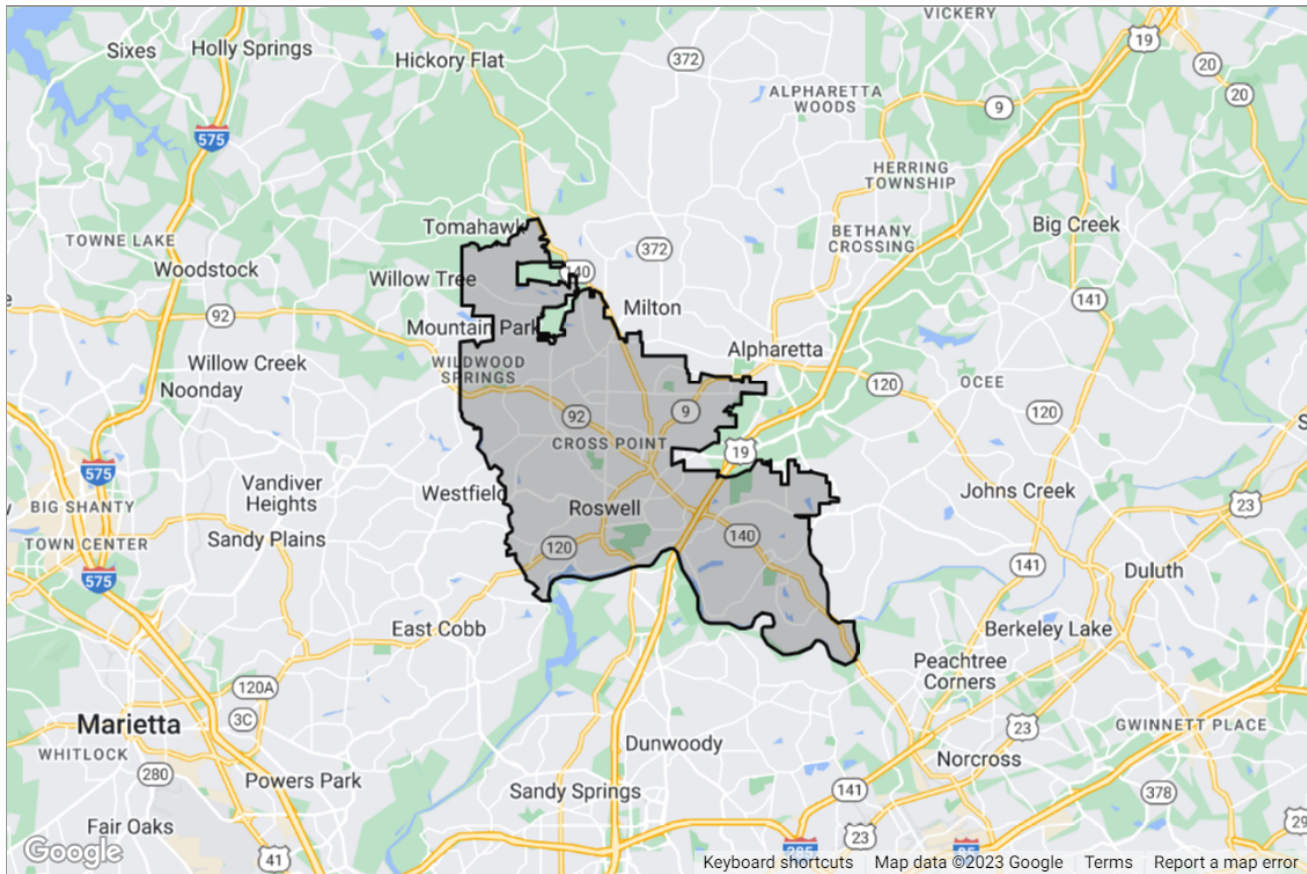 VICKERY
Sixes
Holly Springs
19
Hickory Flat
372
20
ALPHARETTA
WOODS
9
20
575
HERRING
TOWNSHIP
Tomahawk
Big Creek
TOWNE LAKE
372
BETHANY
CROSSING
Woodstock
140
Willow Tree
141
92
Milton
Mountain Park
Alpharetta
Willow Creek
WILDWOOD
SPRINGS
Noonday
120
OCEE
92
9
120
CROSS POINT
19
575
Vandiver
Heights
Westfield
Johns Creek
BIG SHANTY
Roswell
23
Sandy Plains
TOWN CENTER
120
140
141
575
Duluth
East Cobb
Berkeley Lake
Peachtree
Corners
120A
3C
Marietta
23
GWINNETT PLACE
WHITLOCK
Dunwoody
Norcross
280
Powers Park
Sandy Springs
141
378
Fair Oaks
23
29
Google
41
285
85
Keyboard shortcuts
Map data ©2023 Google
Terms
Report a map error